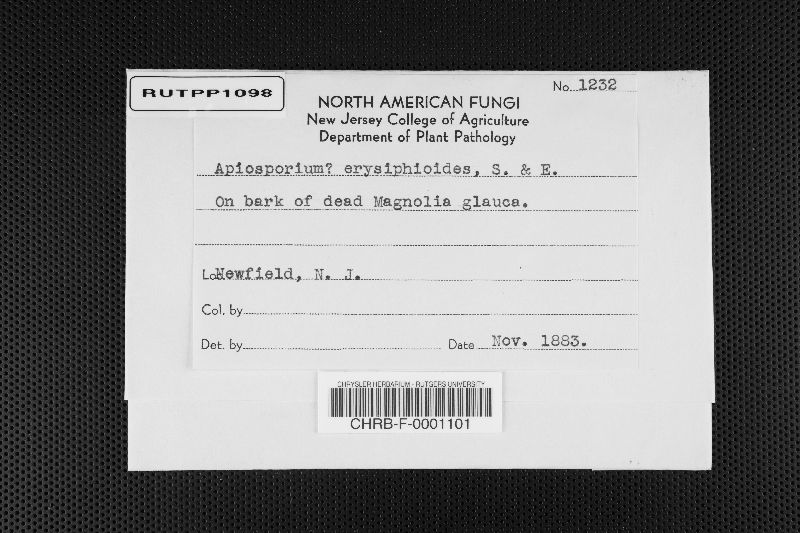 RUTPP1098
No. 1232
NORTH AMERICAN FUNGI
New Jersey College of Agriculture
Department of Plant Pathology
Apiosporium? erysiphioides, S. & E.
On bark of dead Magnolia glauca.
Loc. Newfield, N. J.
Col. by
Det. by Date Nov. 1883.
CHRYSLER HERBARIUM - RUTGERS UNIVERSITY
CHRB-F-0001101